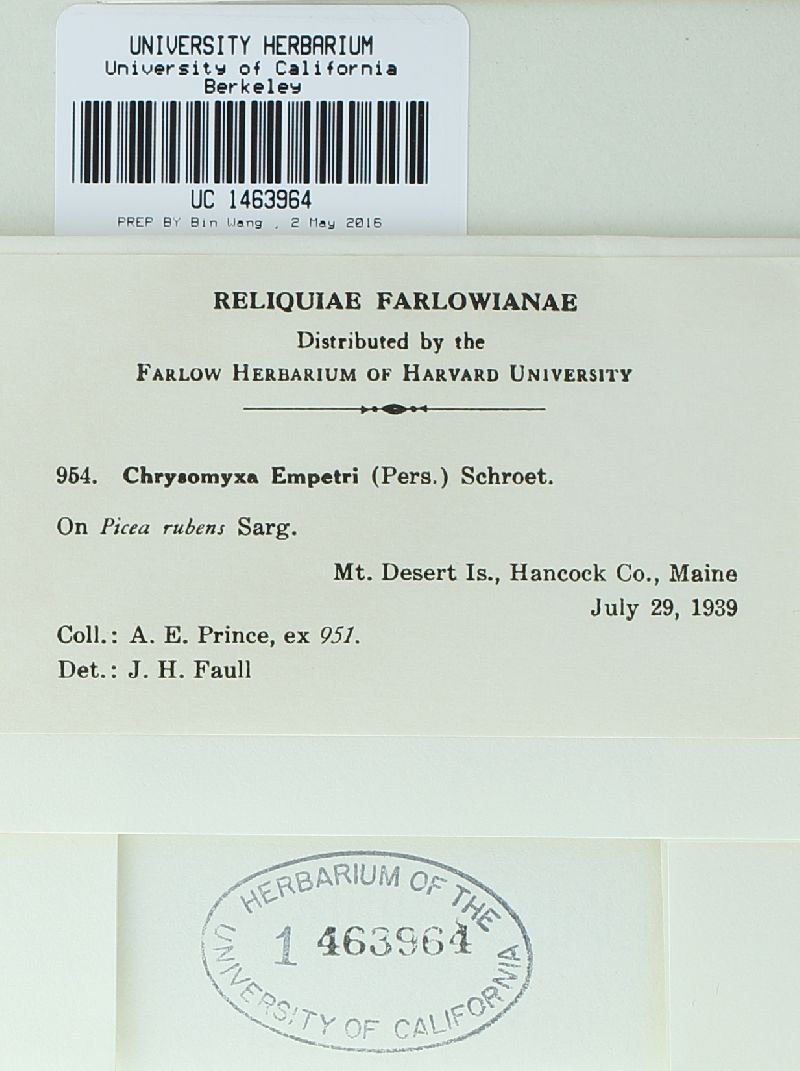 UNIVERSITY HERBARIUM
University of California
Berkeley
UC 1463964
PREP BY Bin Wang , 2 May 2016
RELIQUIAE FARLOWIANAE
Distributed by the
FARLOW HERBARIUM OF HARVARD UNIVERSITY
954. Chrysomyxa Empetri (Pers.) Schroet.
On Picea rubens Sarg.
Mt. Desert Is., Hancock Co., Maine
July 29, 1939
Coll.: A. E. Prince, ex 951.
Det.: J. H. Faull
HERBARIUM OF THE
1 463964
UNIVERSITY OF CALIFORNIA